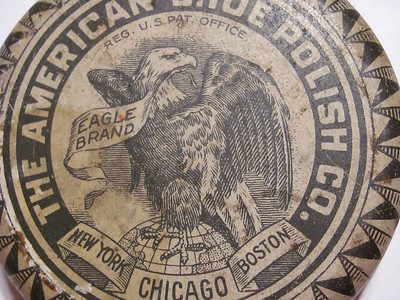 THE AMERICAN SHOE POLISH CO.
REG. U.S. PAT. OFFICE.
EAGLE
BRAND
NEW YORK
CHICAGO
BOSTON